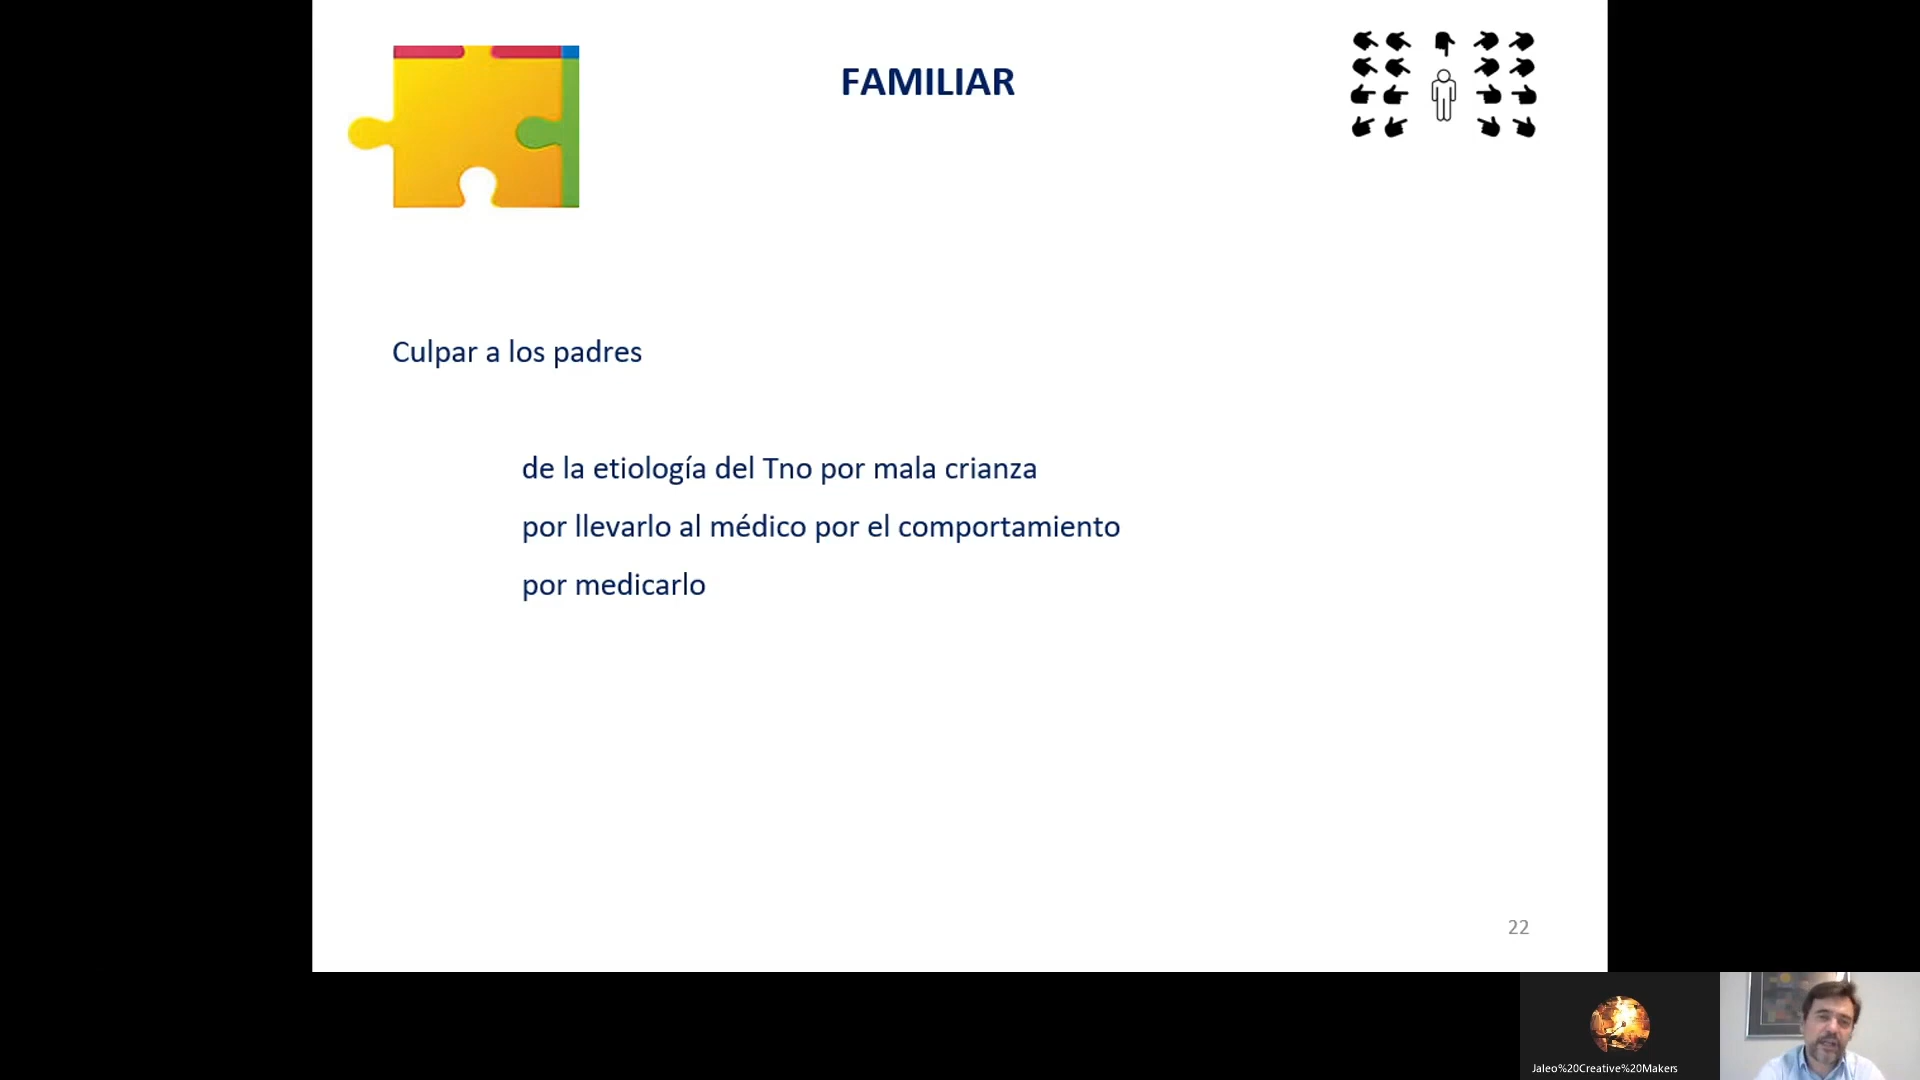 FAMILIAR
Culpar a los padres
de la etiología del Tno por mala crianza
por llevarlo al médico por el comportamiento
por medicarlo
22
Jaleo%20Creative%20Makers